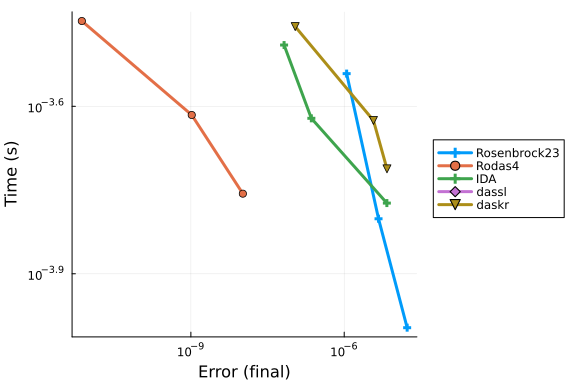 10^−3.6
10^−3.9
Time (s)
10^−9
10^−6
Error (final)
Rosenbrock23
Rodas4
IDA
dassl
daskr